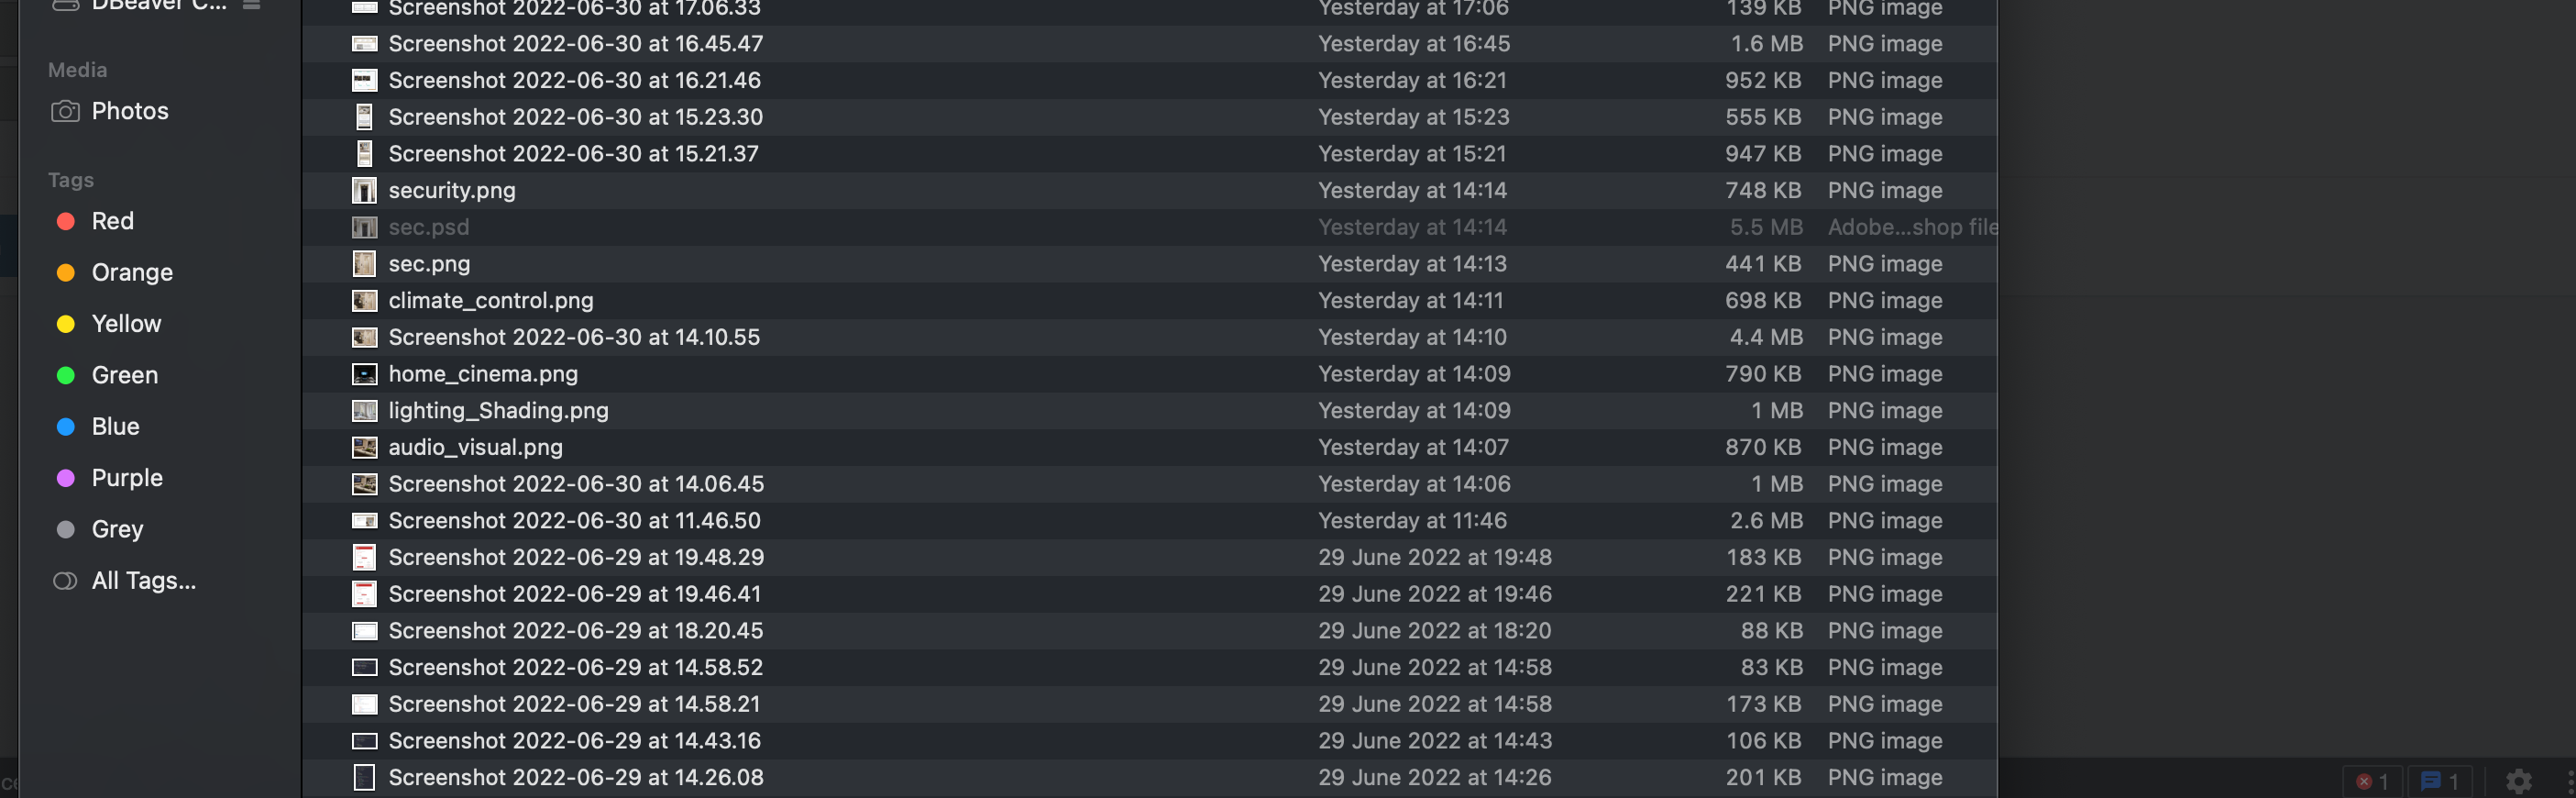 DBeaver C...
Media
Photos
Tags
Red
Orange
Yellow
Green
Blue
Purple
Grey
All Tags...
Screenshot 2022-06-30 at 17.06.33 Yesterday at 17:06 139 KB PNG image
Screenshot 2022-06-30 at 16.45.47 Yesterday at 16:45 1.6 MB PNG image
Screenshot 2022-06-30 at 16.21.46 Yesterday at 16:21 952 KB PNG image
Screenshot 2022-06-30 at 15.23.30 Yesterday at 15:23 555 KB PNG image
Screenshot 2022-06-30 at 15.21.37 Yesterday at 15:21 947 KB PNG image
security.png Yesterday at 14:14 748 KB PNG image
sec.psd Yesterday at 14:14 5.5 MB Adobe...shop file
sec.png Yesterday at 14:13 441 KB PNG image
climate_control.png Yesterday at 14:11 698 KB PNG image
Screenshot 2022-06-30 at 14.10.55 Yesterday at 14:10 4.4 MB PNG image
home_cinema.png Yesterday at 14:09 790 KB PNG image
lighting_Shading.png Yesterday at 14:09 1 MB PNG image
audio_visual.png Yesterday at 14:07 870 KB PNG image
Screenshot 2022-06-30 at 14.06.45 Yesterday at 14:06 1 MB PNG image
Screenshot 2022-06-30 at 11.46.50 Yesterday at 11:46 2.6 MB PNG image
Screenshot 2022-06-29 at 19.48.29 29 June 2022 at 19:48 183 KB PNG image
Screenshot 2022-06-29 at 19.46.41 29 June 2022 at 19:46 221 KB PNG image
Screenshot 2022-06-29 at 18.20.45 29 June 2022 at 18:20 88 KB PNG image
Screenshot 2022-06-29 at 14.58.52 29 June 2022 at 14:58 83 KB PNG image
Screenshot 2022-06-29 at 14.58.21 29 June 2022 at 14:58 173 KB PNG image
Screenshot 2022-06-29 at 14.43.16 29 June 2022 at 14:43 106 KB PNG image
Screenshot 2022-06-29 at 14.26.08 29 June 2022 at 14:26 201 KB PNG image
1 1